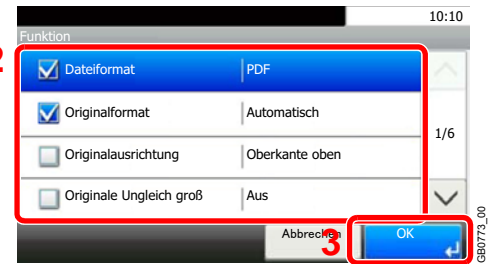 10:10
Funktion
2
Dateiformat PDF
Originalformat Automatisch
1/6
Originalausrichtung Oberkante oben
Originale Ungleich groß Aus
Abbrechen
3
OK
GB0773_00